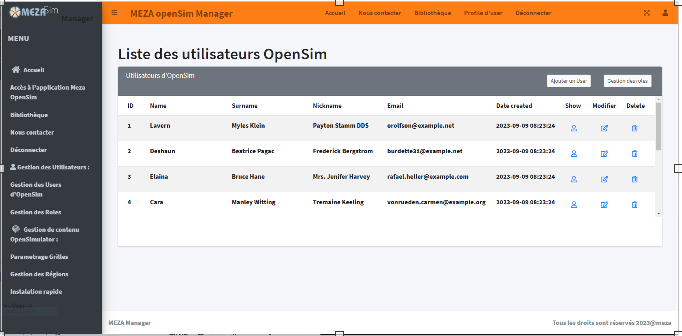 MEZA Sim
Manager
MENU
Accueil
Accès à l'application Meza
OpenSim
Bibliothèque
Nous contacter
Déconnecter
Gestion des Utilisateurs :
Gestion des Users
d'OpenSim
Gestion des Roles
Gestion de contenu
OpenSimulator :
Parametrage Grilles
Gestion des Régions
Instalation rapide
MEZA openSim Manager
Accueil Nous contacter Bibliothèque Profile d'user Déconnecter
Liste des utilisateurs OpenSim
Utilisateurs d'OpenSim
Ajouter un User Gestion des roles
ID Name Surname Nickname Email Date created Show Modifier Delete
1 Lavern Myles Klein Payton Stamm DDS erolfson@example.net 2023-09-09 08:23:24
2 Deshaun Beatrice Pagac Frederick Bergstrom burdette31@example.net 2023-09-09 08:23:24
3 Elaina Bruce Hane Mrs. Jenifer Harvey rafael.heller@example.com 2023-09-09 08:23:24
4 Cara Manley Witting Tremaine Keeling vonrueden.carmen@example.org 2023-09-09 08:23:24
MEZA Manager
Tous les droits sont réservés 2023@meza